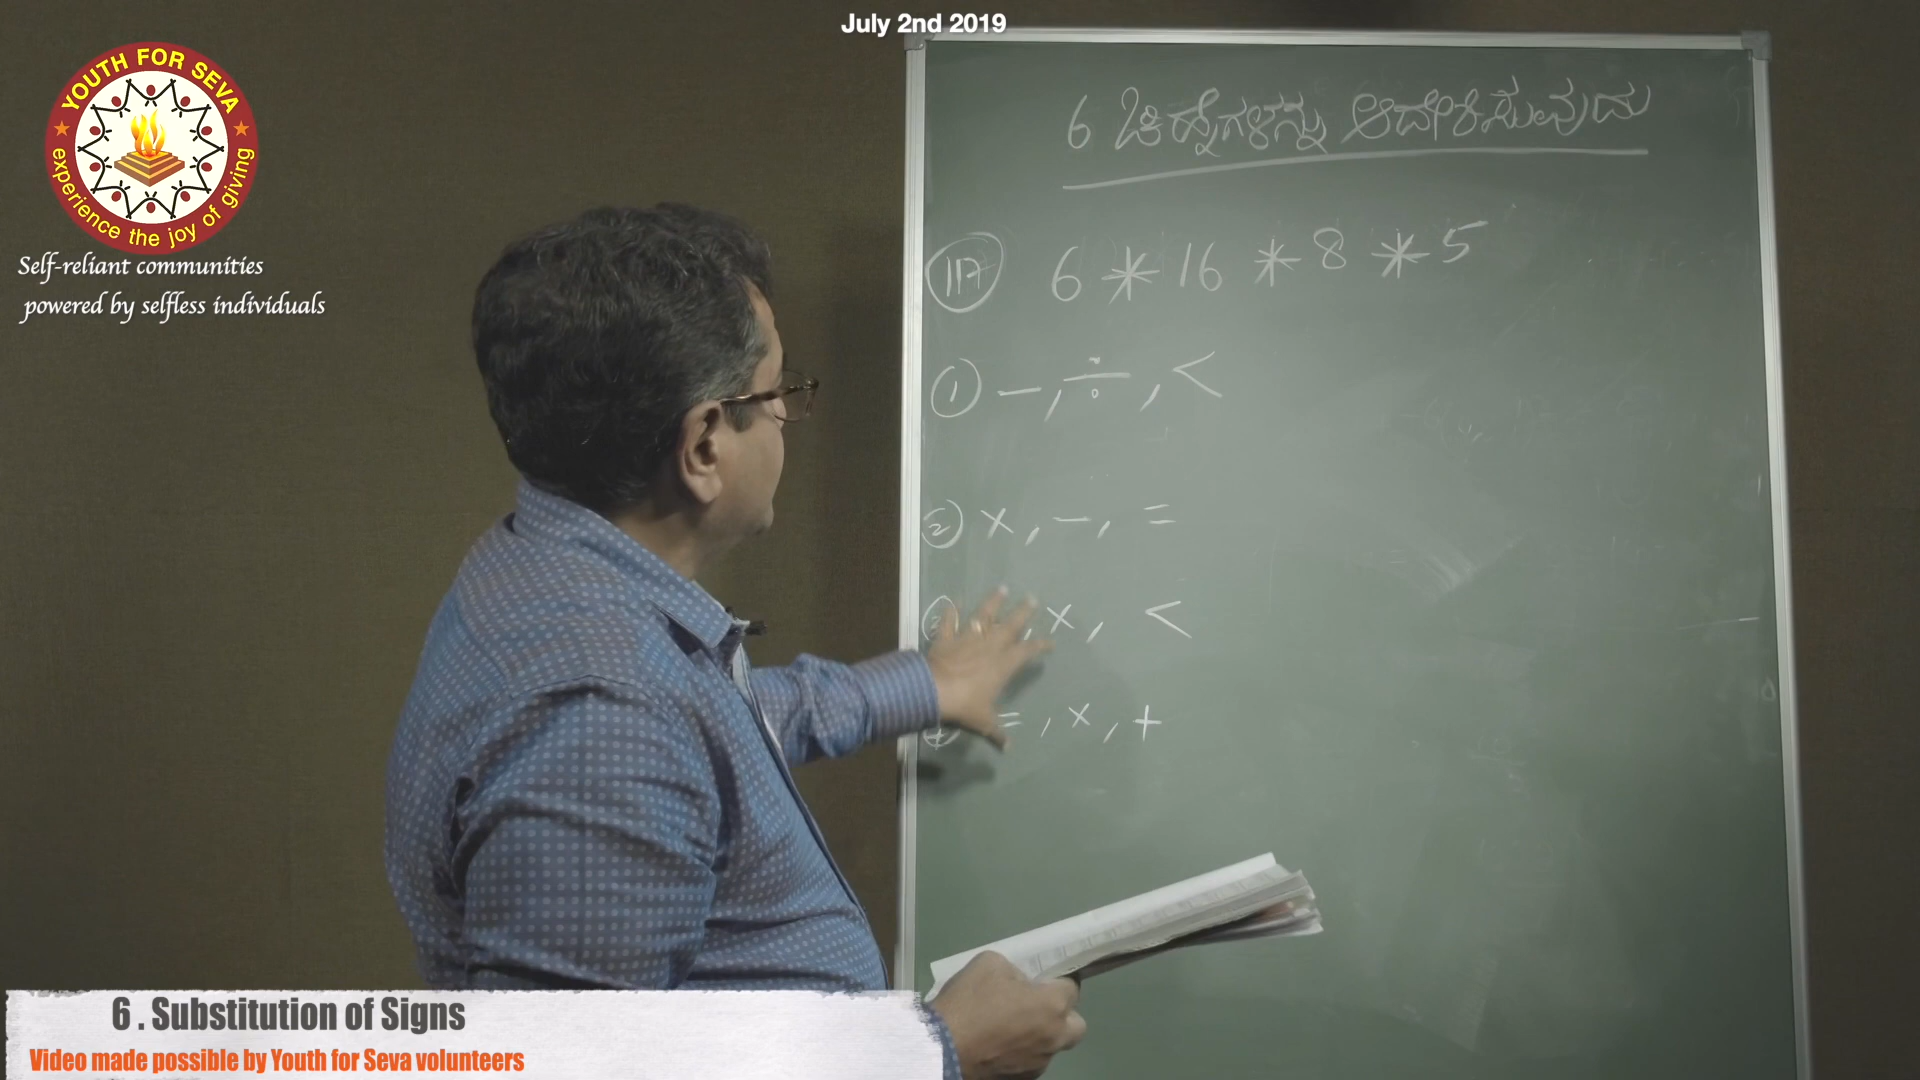 July 2nd 2019
YOUTH FOR SEVA
experience the joy of giving
Self-reliant communities
powered by selfless individuals
6 ಚಿಹ್ನೆಗಳನ್ನು ಆದೇಶಿಸುವುದು
117 6 * 16 * 8 * 5
1 -, ÷, <
2 ×, -, =
, ×, <
=, ×, +
6 . Substitution of Signs
Video made possible by Youth for Seva volunteers